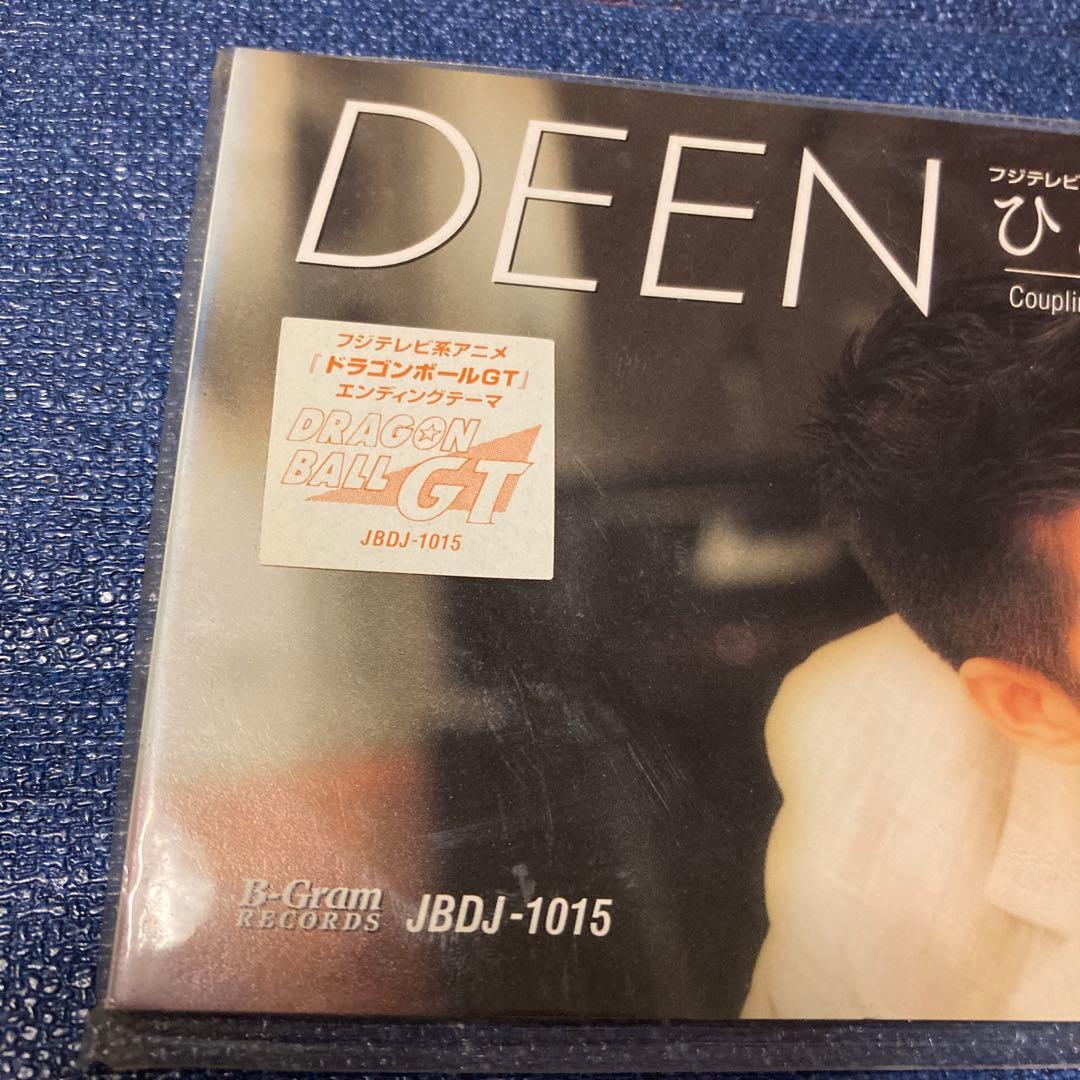 DEEN
フジテレビ
ひ
Couplin
フジテレビ系アニメ
『ドラゴンボールGT』
エンディングテーマ
DRAGON
BALL GT
JBDJ-1015
B-Gram
RECORDS
JBDJ-1015